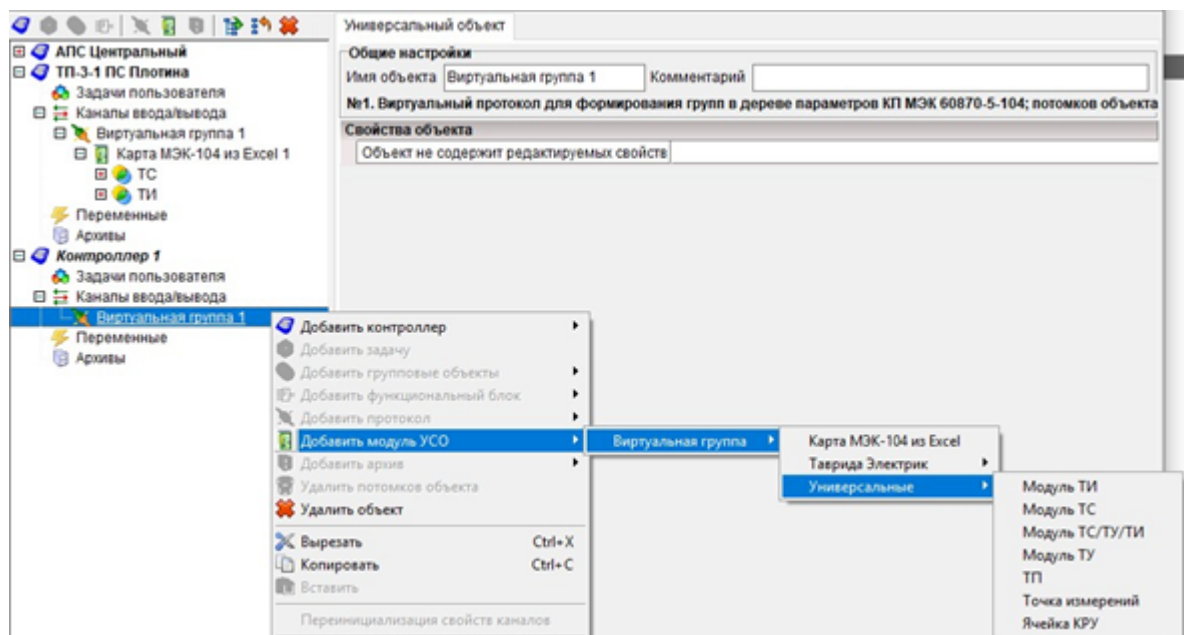 Универсальный объект
Общие настройки
Имя объекта Виртуальная группа 1 Комментарий
№1. Виртуальный протокол для формирования групп в дереве параметров КП МЭК 60870-5-104; потомков объекта
Свойства объекта
Объект не содержит редактируемых свойств
АПС Центральный
ТП-3-1 ПС Плотина
Задачи пользователя
Каналы ввода/вывода
Виртуальная группа 1
Карта МЭК-104 из Excel 1
ТС
ТИ
Переменные
Архивы
Контроллер 1
Задачи пользователя
Каналы ввода/вывода
Виртуальная группа 1
Переменные
Архивы
Добавить контроллер
Добавить задачу
Добавить групповые объекты
Добавить функциональный блок
Добавить протокол
Добавить модуль УСО
Добавить архив
Удалить потомков объекта
Удалить объект
Вырезать Ctrl+X
Копировать Ctrl+C
Вставить
Переинициализация свойств каналов
Виртуальная группа
Карта МЭК-104 из Excel
Таврида Электрик
Универсальные
Модуль ТИ
Модуль ТС
Модуль ТС/ТУ/ТИ
Модуль ТУ
ТП
Точка измерений
Ячейка КРУ